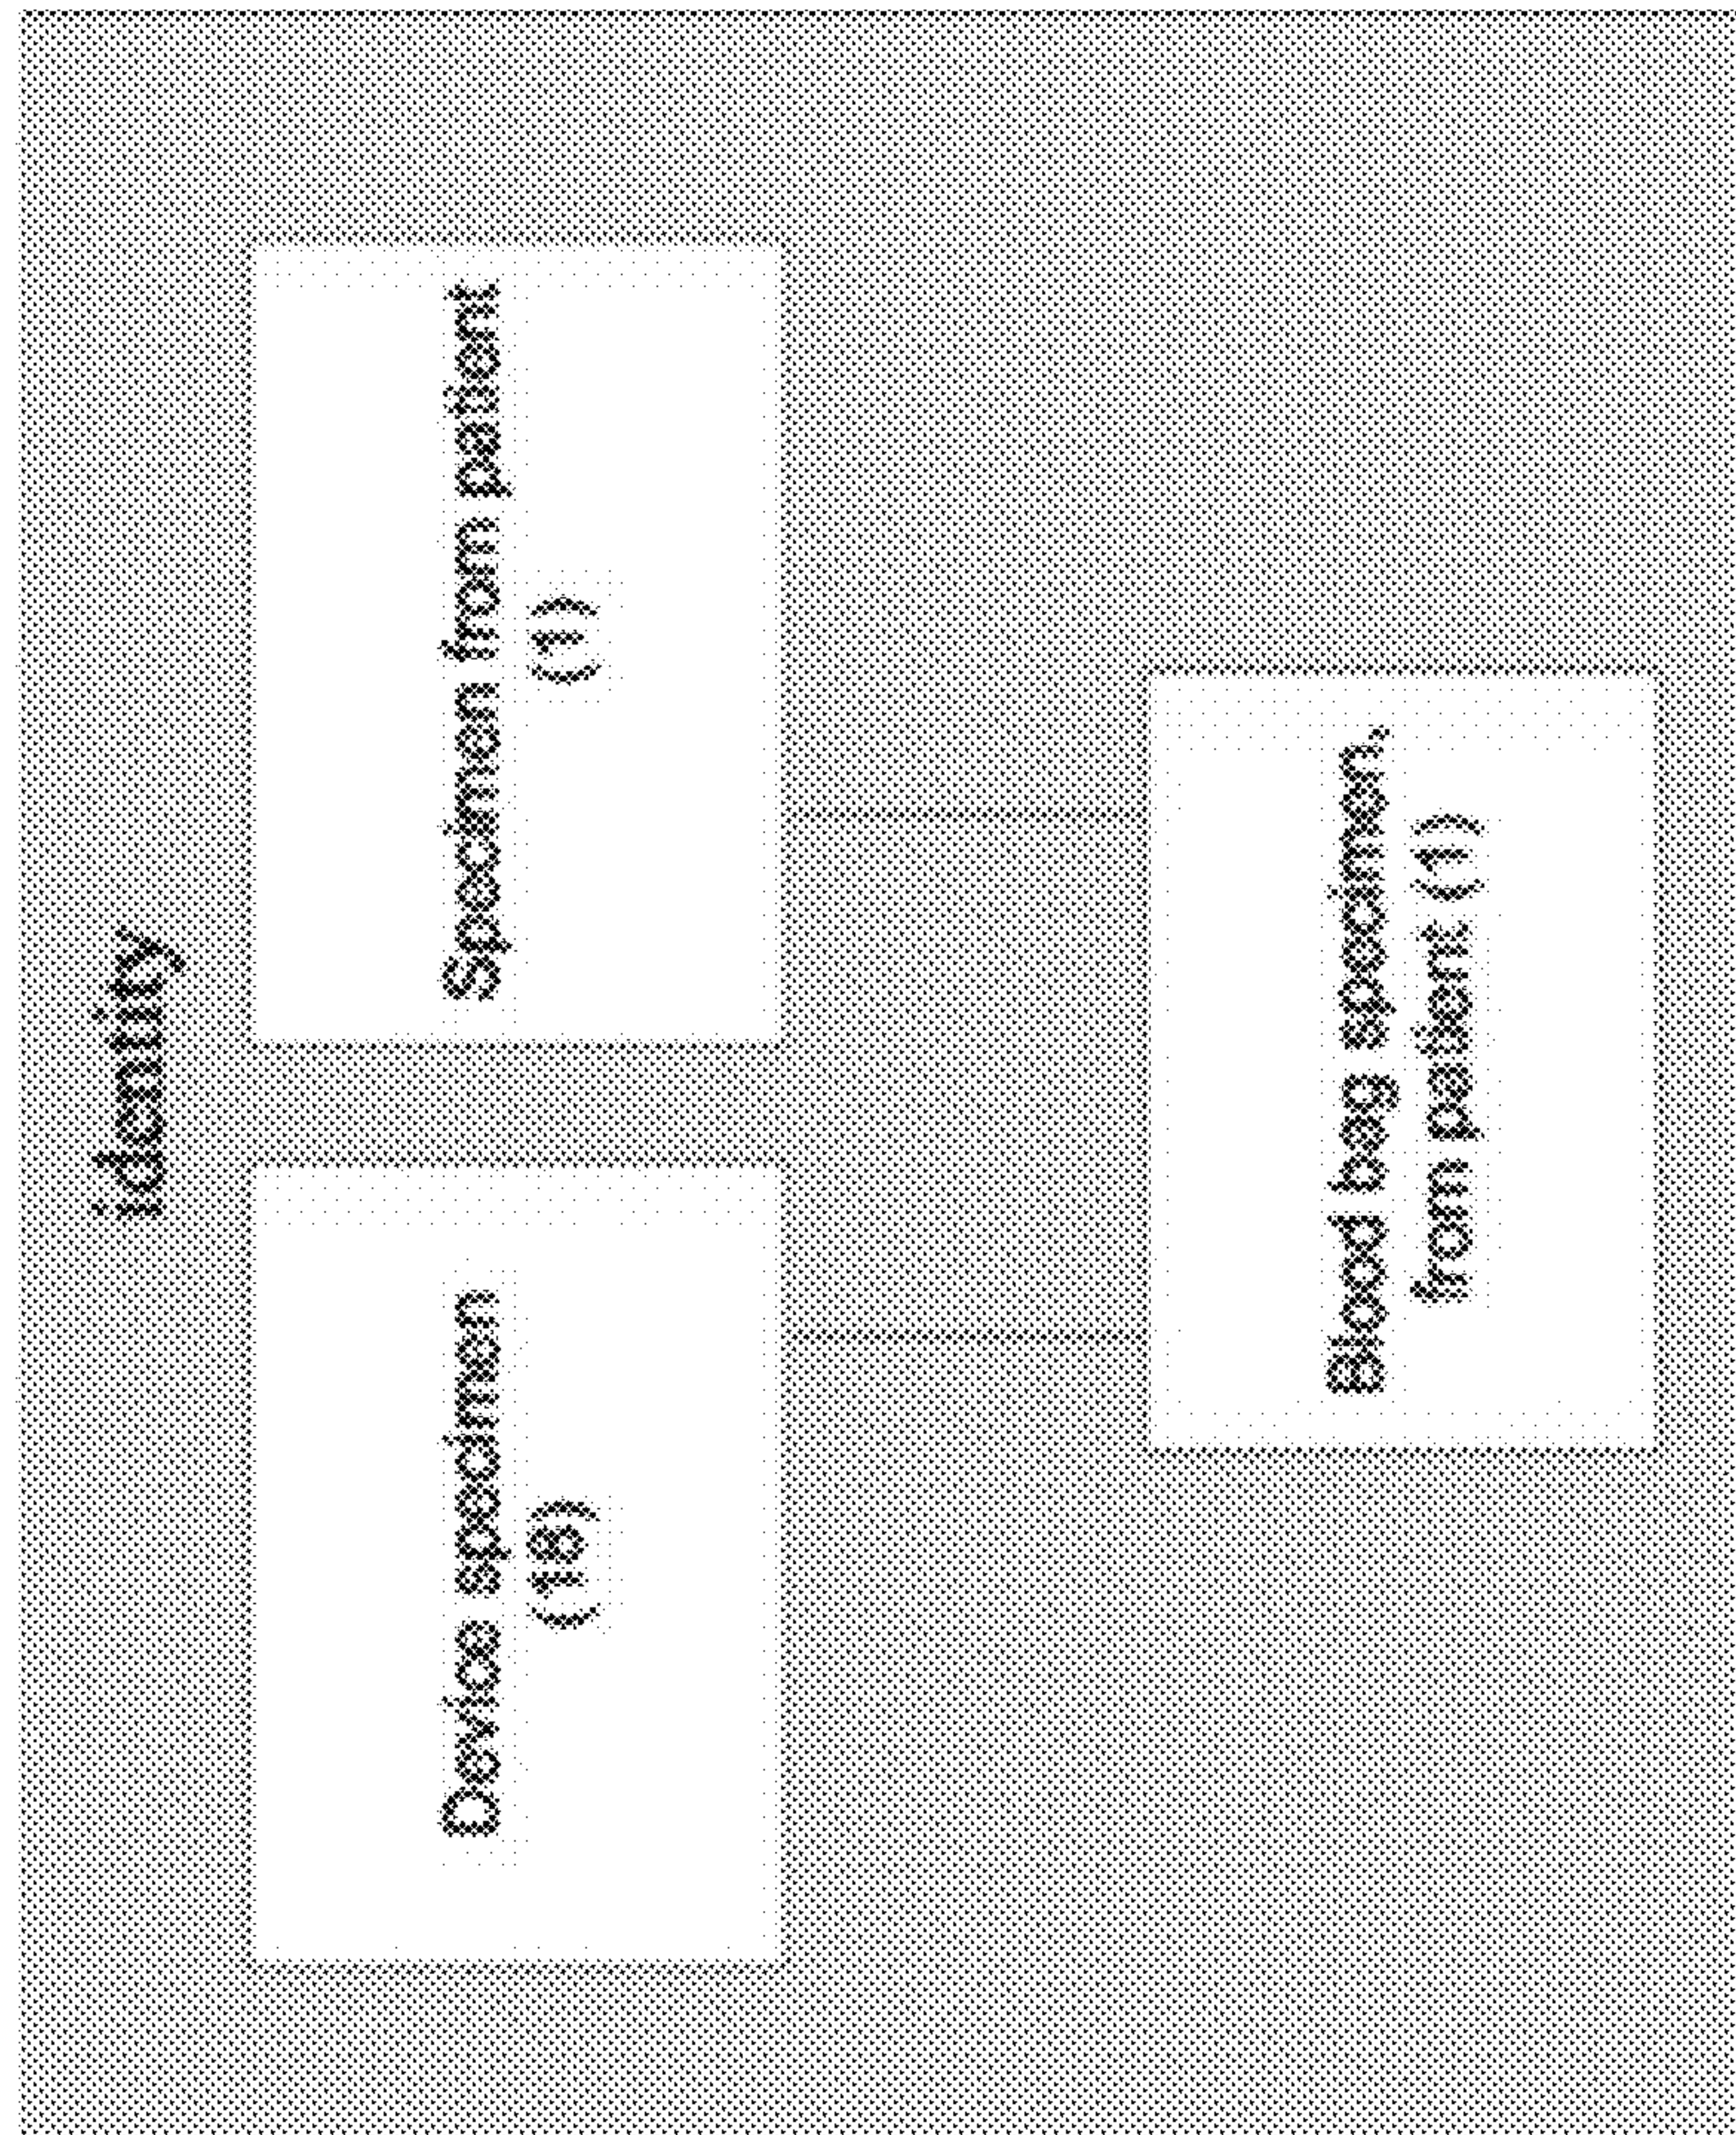 identity
Device specimen
(18)
Specimen from patient
(1)
Blood bag specimen,
from patient (1)